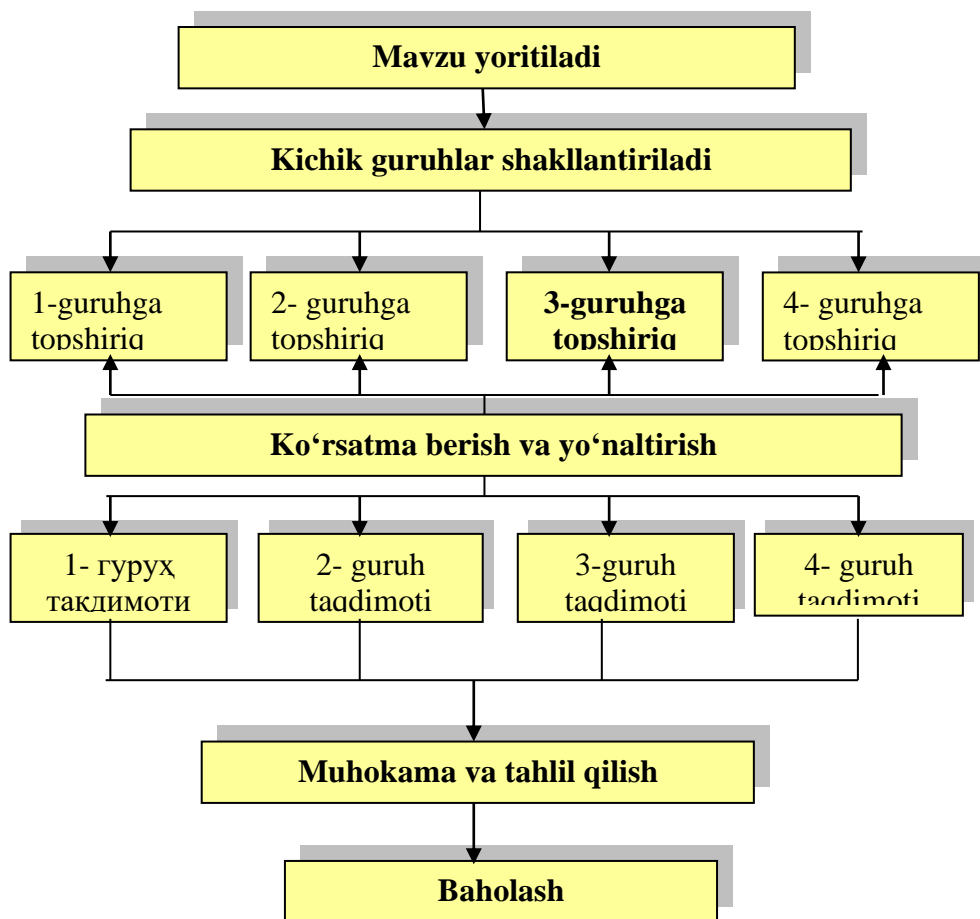 Mavzu yoritiladi
Kichik guruhlar shakllantiriladi
1-guruhga
topshiriq
2- guruhga
topshiriq
3-guruhga
topshiriq
4- guruhga
topshiriq
Ko‘rsatma berish va yo‘naltirish
1- гуруҳ
тақдимоти
2- guruh
taqdimoti
3-guruh
taqdimoti
4- guruh
taqdimoti
Muhokama va tahlil qilish
Baholash